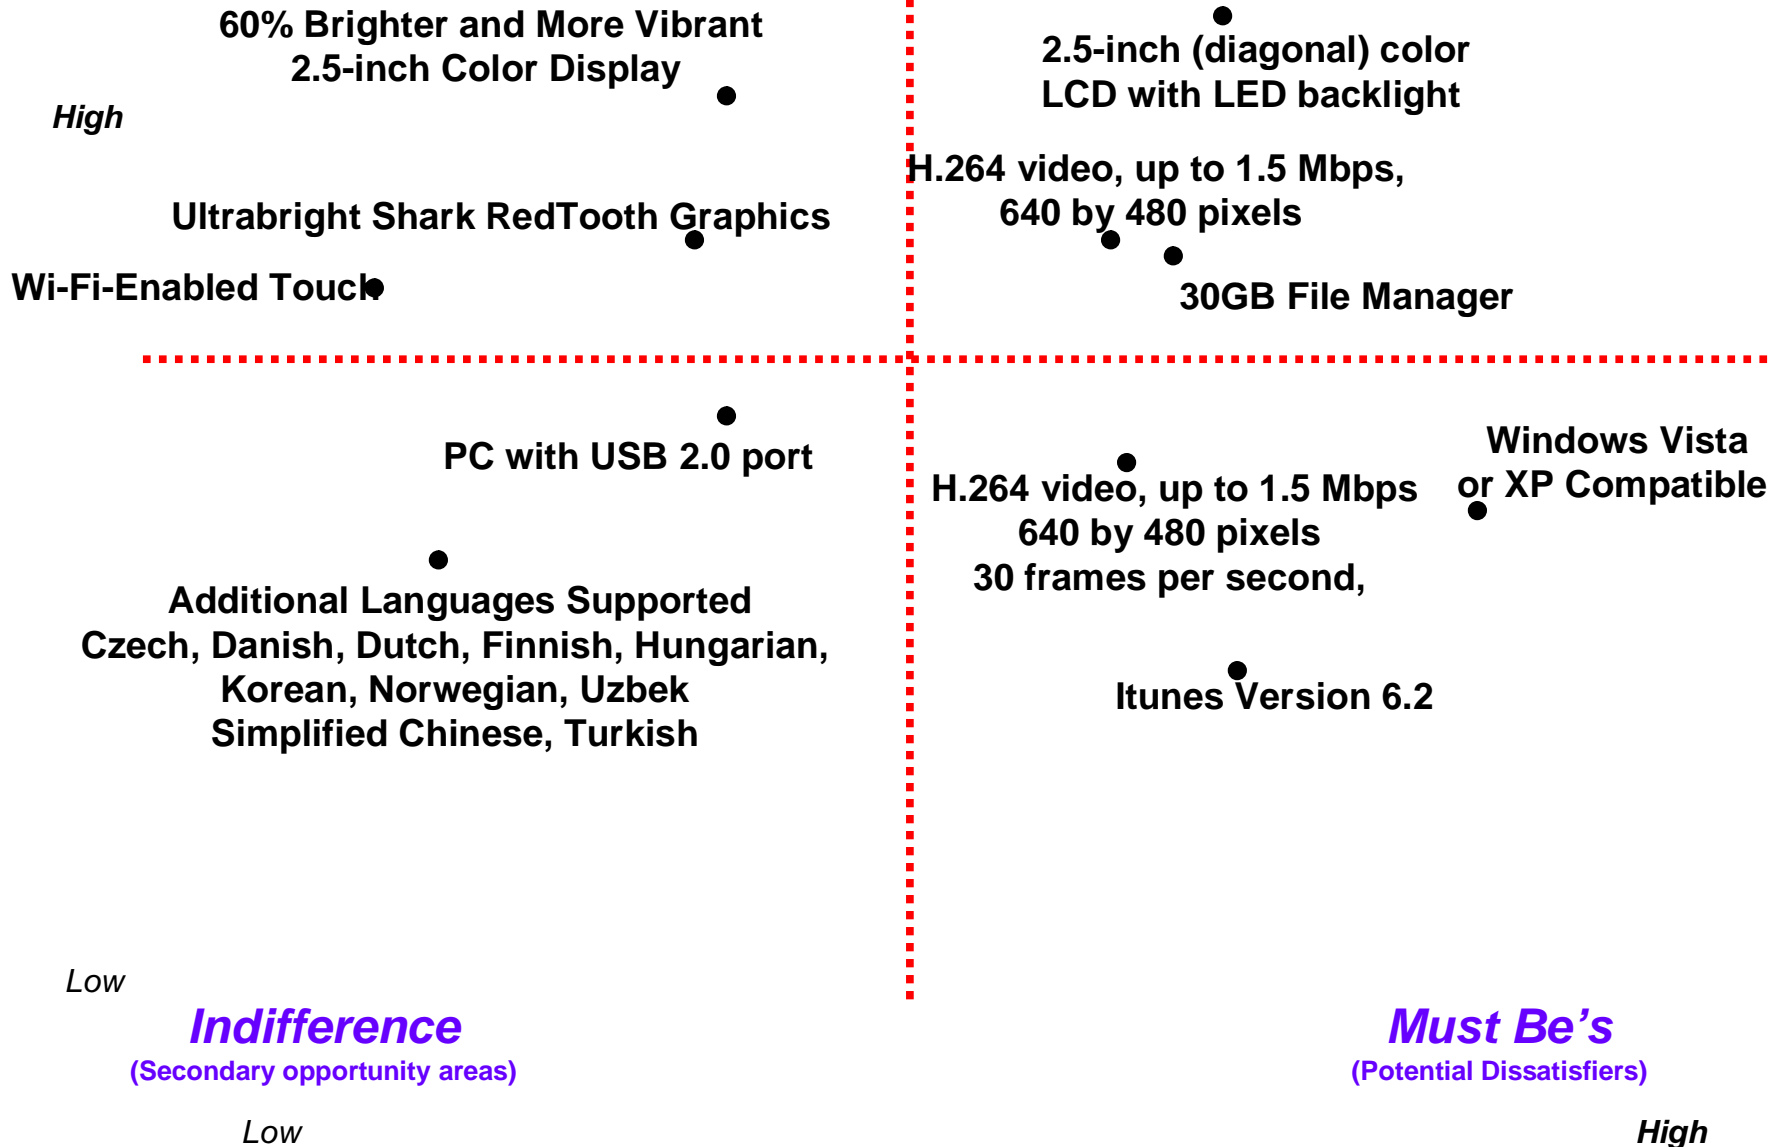 60% Brighter and More Vibrant
2.5-inch Color Display
High
Ultrabright Shark RedTooth Graphics
Wi-Fi-Enabled Touch
2.5-inch (diagonal) color
LCD with LED backlight
H.264 video, up to 1.5 Mbps,
640 by 480 pixels
30GB File Manager
PC with USB 2.0 port
Additional Languages Supported
Czech, Danish, Dutch, Finnish, Hungarian,
Korean, Norwegian, Uzbek
Simplified Chinese, Turkish
Windows Vista
or XP Compatible
H.264 video, up to 1.5 Mbps
640 by 480 pixels
30 frames per second,
Itunes Version 6.2
Low
Indifference
(Secondary opportunity areas)
Must Be’s
(Potential Dissatisfiers)
Low
High